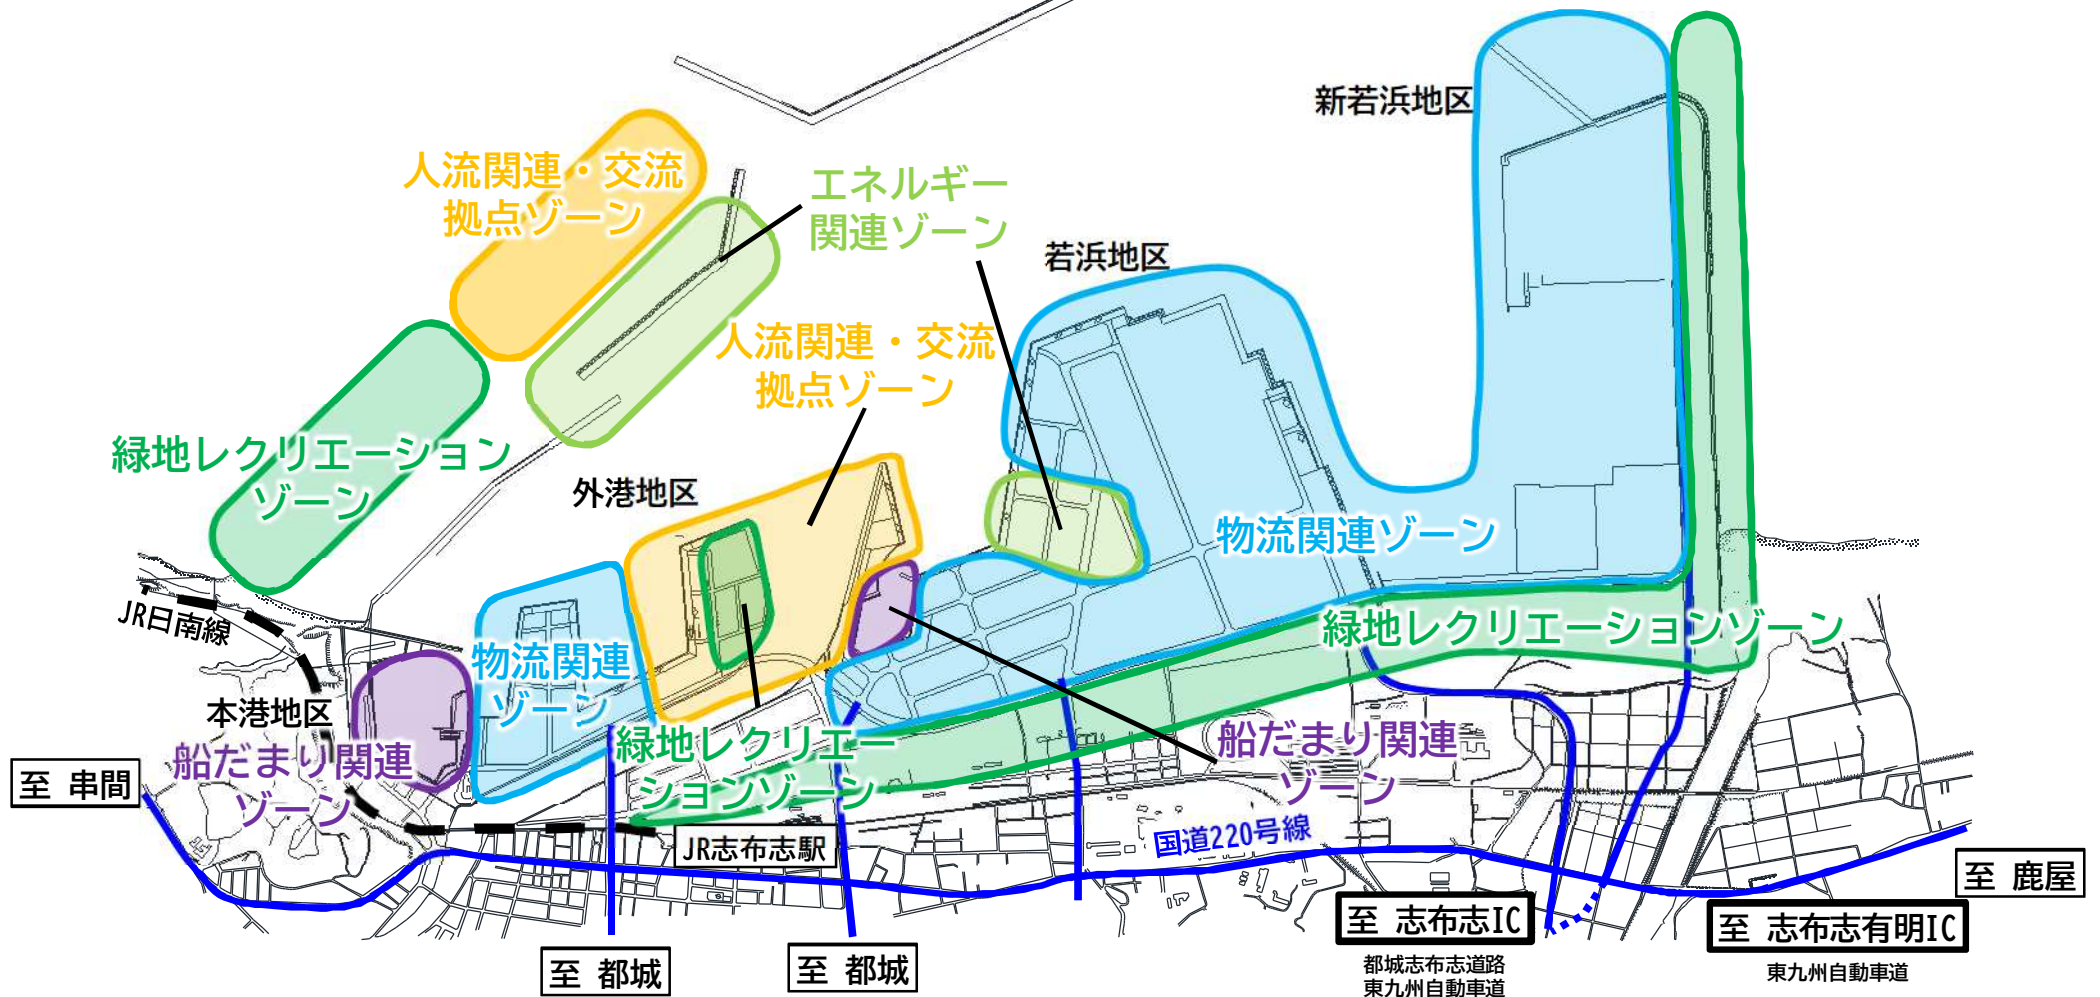 新若浜地区
人流関連・交流
拠点ゾーン
エネルギー
関連ゾーン
若浜地区
人流関連・交流
拠点ゾーン
緑地レクリエーション
ゾーン
外港地区
物流関連ゾーン
JR日南線
緑地レクリエーションゾーン
物流関連
ゾーン
本港地区
船だまり関連
ゾーン
緑地レクリエー
ションゾーン
船だまり関連
ゾーン
至 串間
JR志布志駅
国道220号線
至 鹿屋
至 志布志IC
都城志布志道路
東九州自動車道
至 志布志有明IC
東九州自動車道
至 都城
至 都城